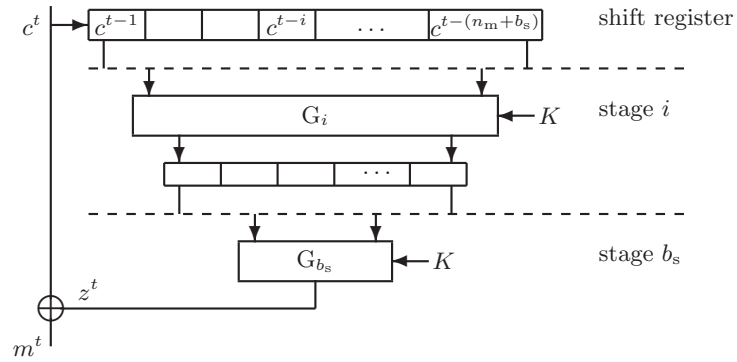 c^t c^{t−1} c^{t−i} ... c^{t−(n_m+b_s)} shift register
G_i K stage i
...
G_{b_s} K stage b_s
z^t
m^t